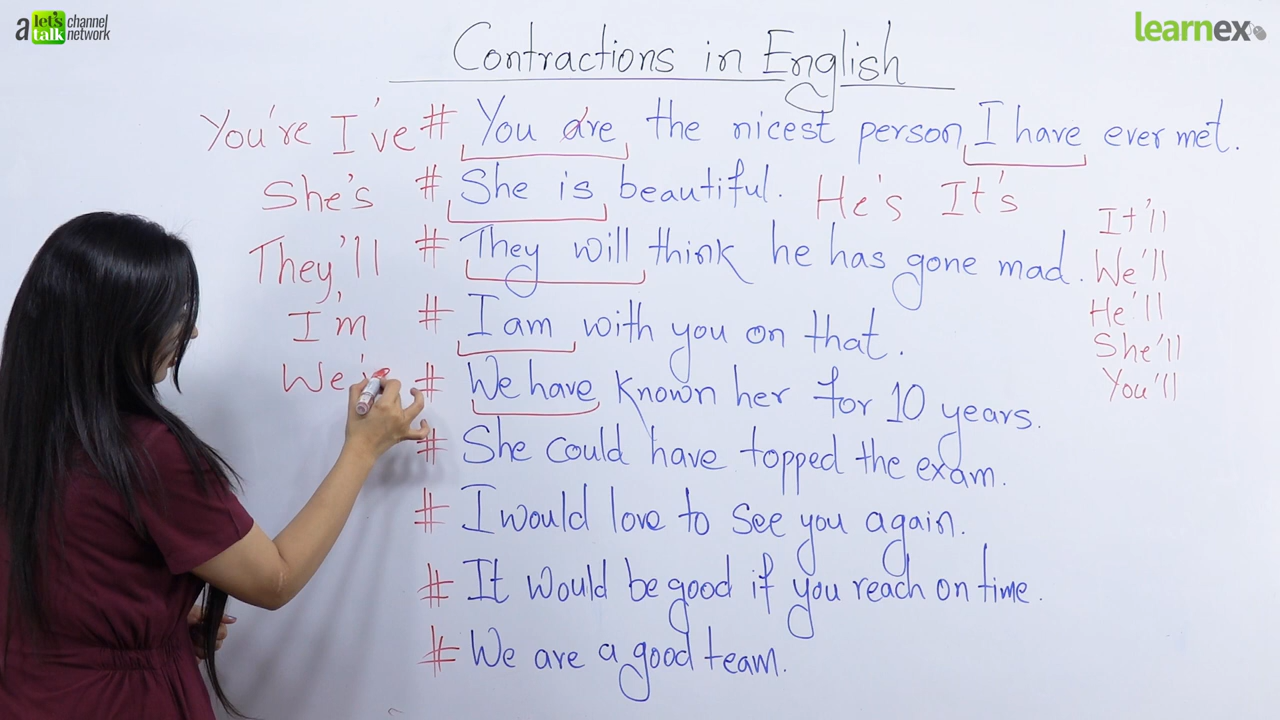 a let's talk channel network
learnex
Contractions in English
You're I've # You are the nicest person I have ever met.
She's # She is beautiful. He's It's
They'll # They will think he has gone mad.
I'm # I am with you on that.
# We have known her for 10 years.
# She could have topped the exam.
# I would love to see you again.
# It would be good if you reach on time.
# We are a good team.
It'll
We'll
He'll
She'll
You'll